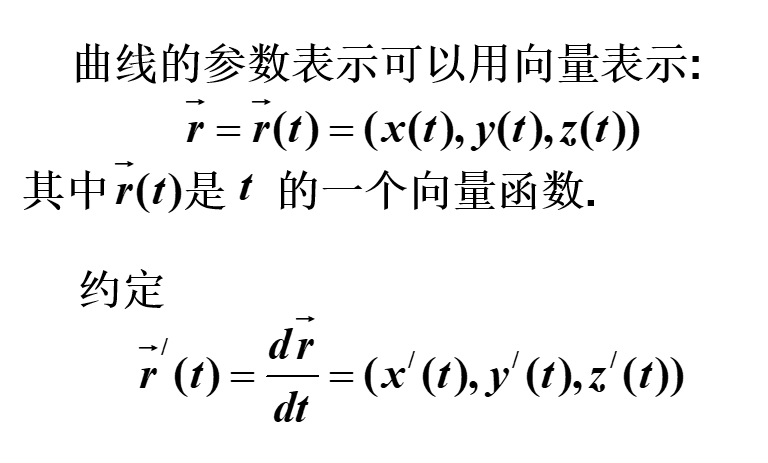 曲线的参数表示可以用向量表示:
$\vec{r} = \vec{r}(t) = (x(t), y(t), z(t))$
其中 $\vec{r}(t)$ 是 $t$ 的一个向量函数.
约定
$\vec{r}^{/}(t) = \dfrac{d\vec{r}}{dt} = (x^{/}(t), y^{/}(t), z^{/}(t))$